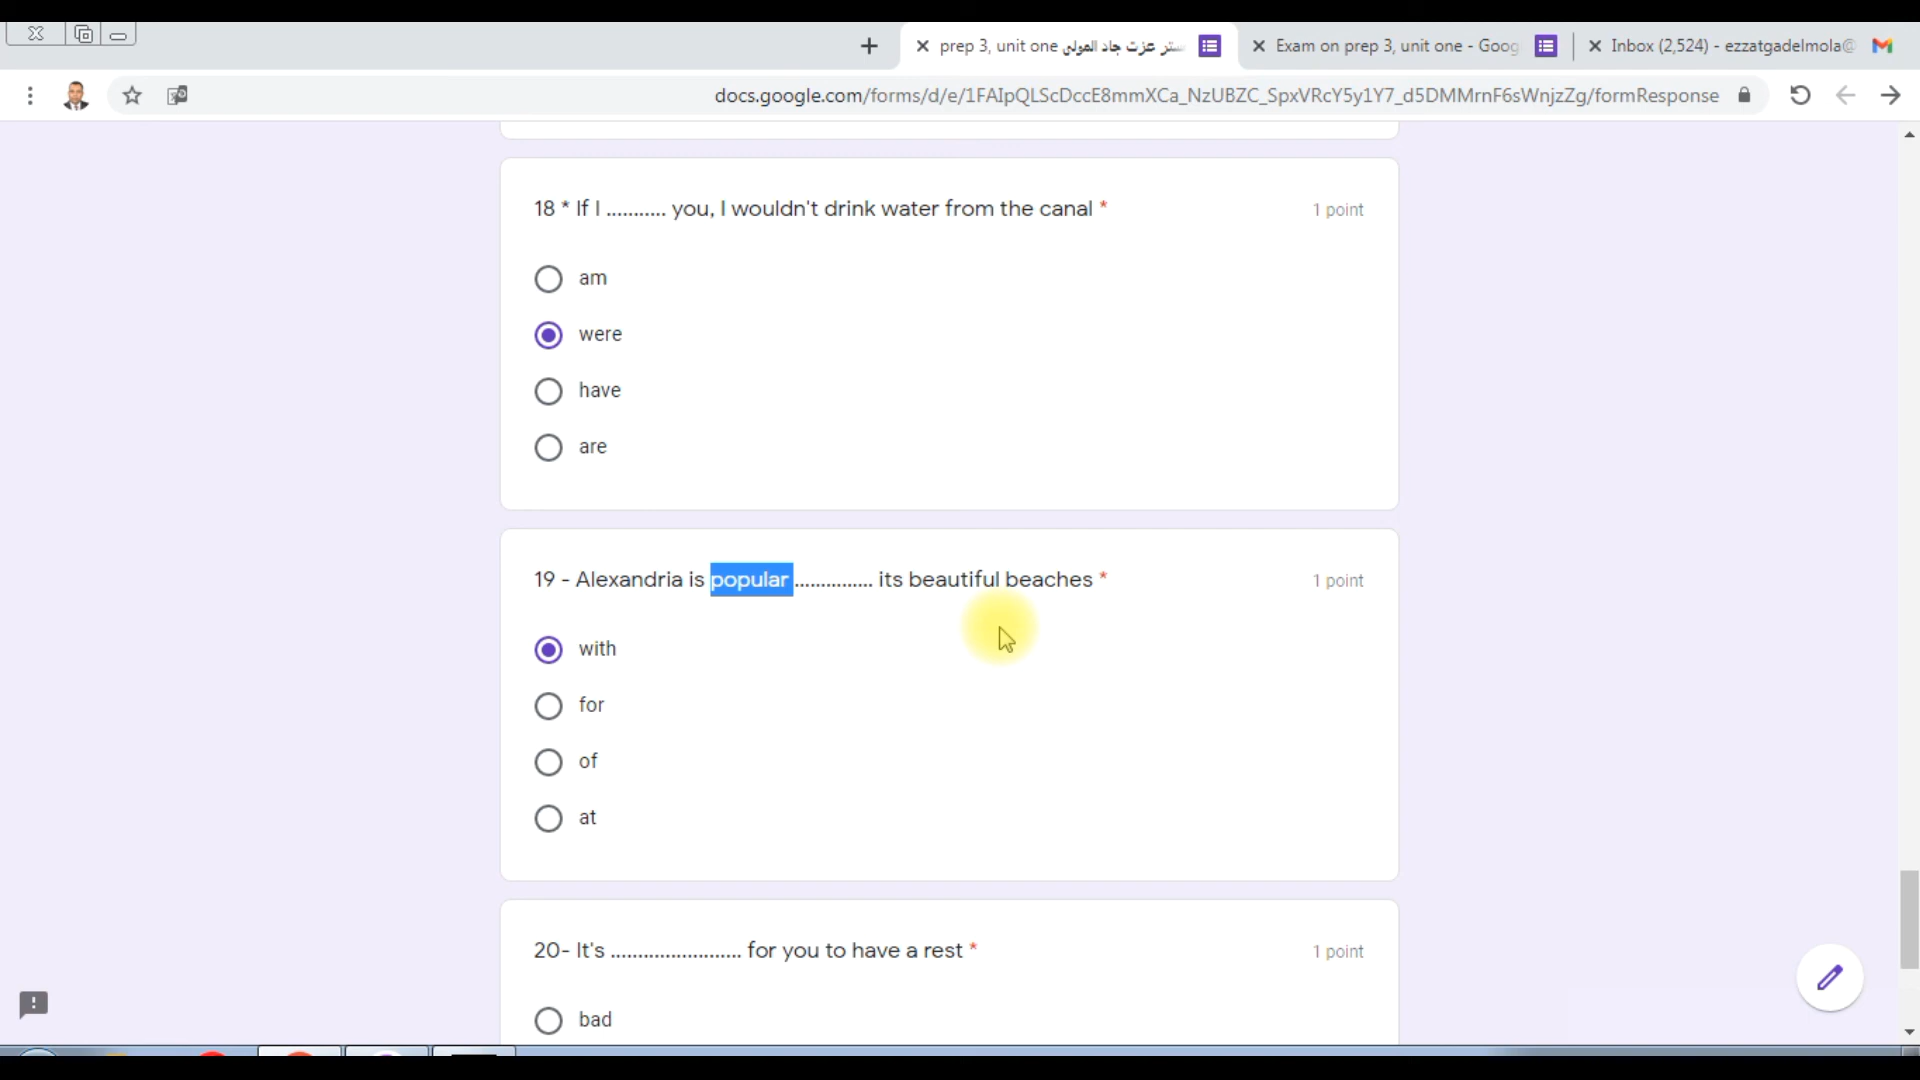 prep 3, unit one ستر عزت جاد المولى
Exam on prep 3, unit one - Goog
Inbox (2,524) - ezzatgadelmola@
docs.google.com/forms/d/e/1FAIpQLScDccE8mmXCa_NzUBZC_SpxVRcY5y1Y7_d5DMMrnF6sWnjzZg/formResponse
18 * If I ........... you, I wouldn't drink water from the canal *
1 point
am
were
have
are
19 - Alexandria is popular ............... its beautiful beaches *
1 point
with
for
of
at
20- It's ........................ for you to have a rest *
1 point
bad